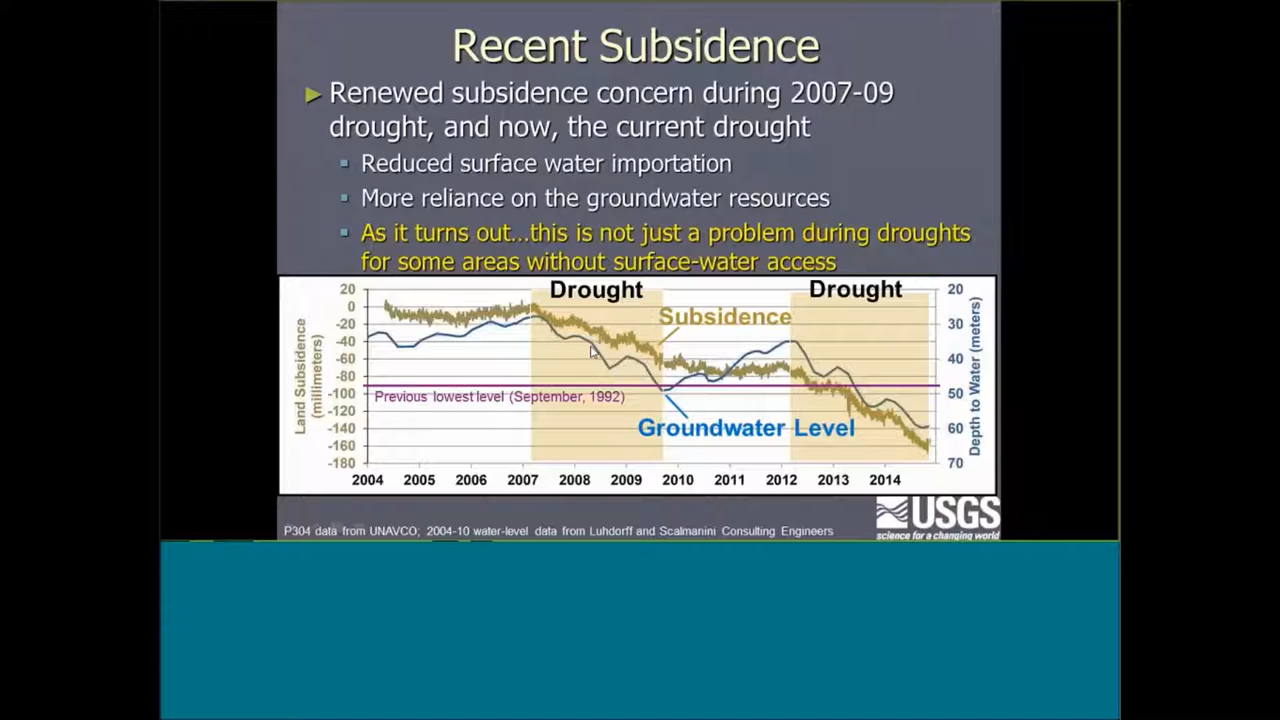 Recent Subsidence
► Renewed subsidence concern during 2007-09
drought, and now, the current drought
▪ Reduced surface water importation
▪ More reliance on the groundwater resources
▪ As it turns out...this is not just a problem during droughts
for some areas without surface-water access
Drought
Drought
Subsidence
Land Subsidence
(millimeters)
20
0
-20
-40
-60
-80
-100
-120
-140
-160
-180
Previous lowest level (September, 1992)
Groundwater Level
20
30
40
50
60
70
Depth to Water (meters)
2004 2005 2006 2007 2008 2009 2010 2011 2012 2013 2014
P304 data from UNAVCO; 2004-10 water-level data from Luhdorff and Scalmanini Consulting Engineers
USGS
science for a changing world